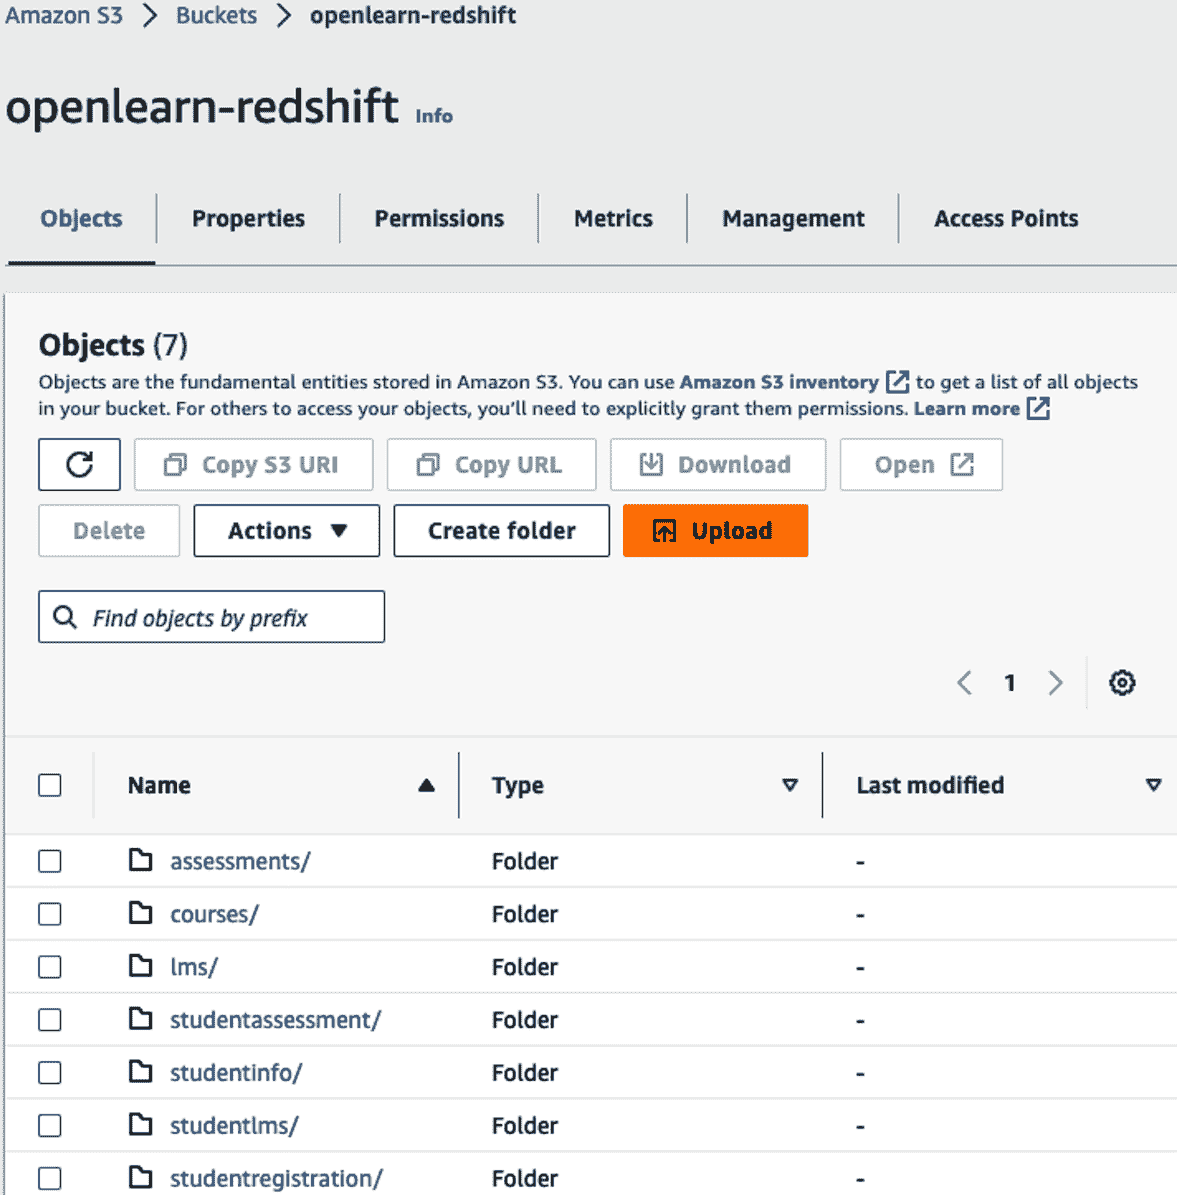 Amazon S3 > Buckets > openlearn-redshift
openlearn-redshift Info
Objects Properties Permissions Metrics Management Access Points
Objects (7)
Objects are the fundamental entities stored in Amazon S3. You can use Amazon S3 inventory to get a list of all objects
in your bucket. For others to access your objects, you'll need to explicitly grant them permissions. Learn more
Copy S3 URI Copy URL Download Open
Delete Actions Create folder Upload
Find objects by prefix
1
Name Type Last modified
assessments/ Folder -
courses/ Folder -
lms/ Folder -
studentassessment/ Folder -
studentinfo/ Folder -
studentlms/ Folder -
studentregistration/ Folder -